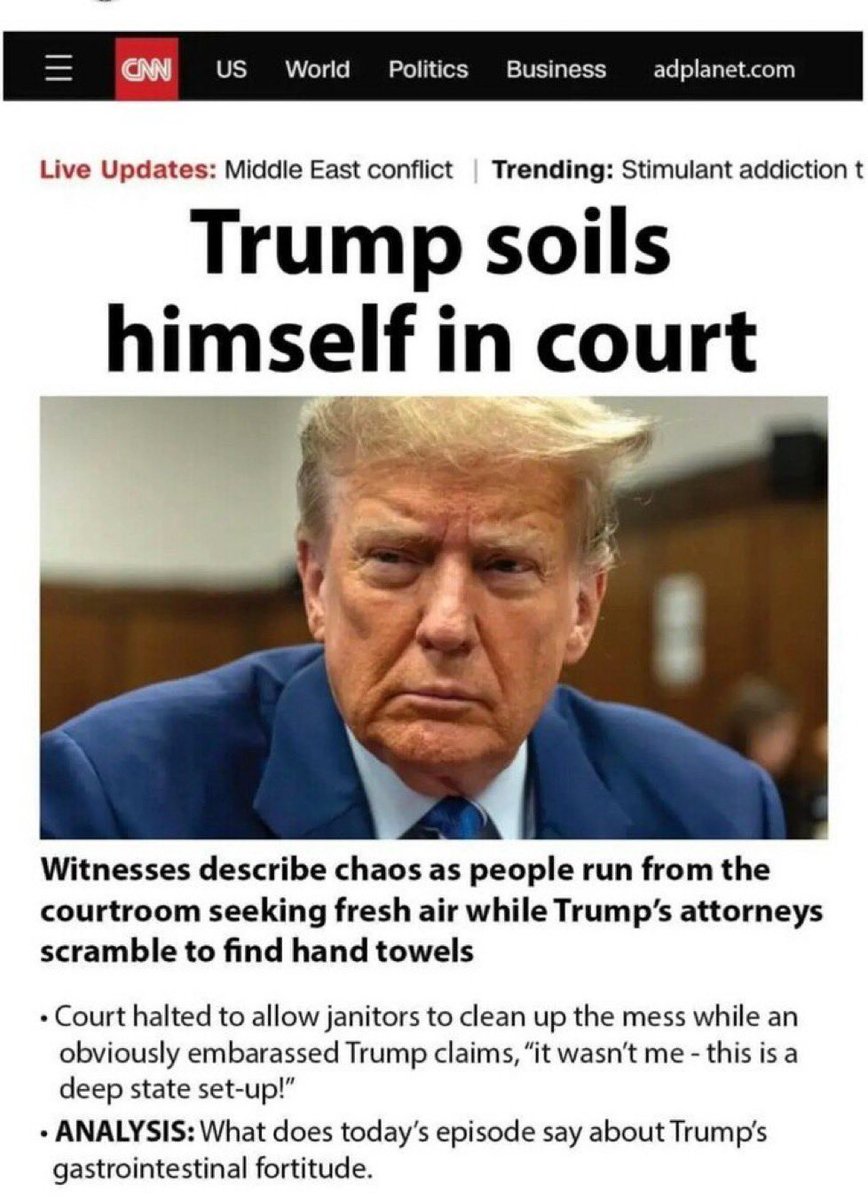 CNN US World Politics Business adplanet.com
Live Updates: Middle East conflict | Trending: Stimulant addiction t
Trump soils
himself in court
Witnesses describe chaos as people run from the
courtroom seeking fresh air while Trump's attorneys
scramble to find hand towels
• Court halted to allow janitors to clean up the mess while an
obviously embarassed Trump claims, "it wasn't me - this is a
deep state set-up!"
• ANALYSIS: What does today's episode say about Trump's
gastrointestinal fortitude.